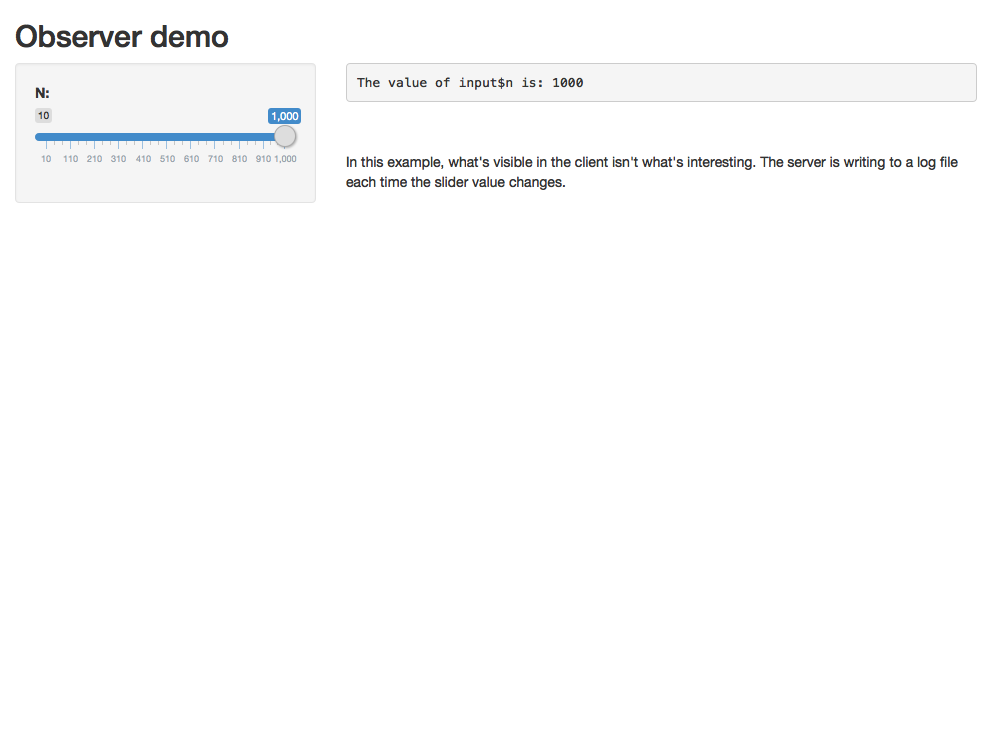 Observer demo
N:
10 1,000
10 110 210 310 410 510 610 710 810 910 1,000
The value of input$n is: 1000
In this example, what's visible in the client isn't what's interesting. The server is writing to a log file
each time the slider value changes.